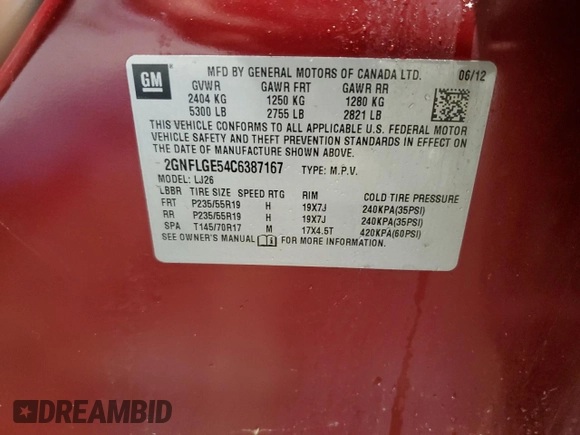 GM
MFD BY GENERAL MOTORS OF CANADA LTD. 06/12
GVWR GAWR FRT GAWR RR
2404 KG 1250 KG 1280 KG
5300 LB 2755 LB 2821 LB
THIS VEHICLE CONFORMS TO ALL APPLICABLE U.S. FEDERAL MOTOR
VEHICLE SAFETY AND THEFT PREVENTION STANDARDS IN EFFECT ON
THE DATE OF MANUFACTURE SHOWN ABOVE.
2GNFLGE54C6387167 TYPE: M.P.V.
MODEL: LJ26
LBBR TIRE SIZE SPEED RTG RIM COLD TIRE PRESSURE
FRT P235/55R19 H 19X7J 240KPA(35PSI)
RR P235/55R19 H 19X7J 240KPA(35PSI)
SPA T145/70R17 M 17X4.5T 420KPA(60PSI)
SEE OWNER'S MANUAL FOR MORE INFORMATION.
DREAMBID